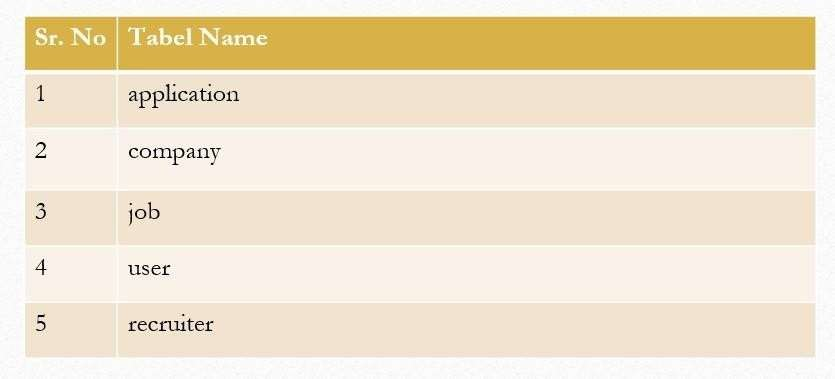 Sr. No Tabel Name
1 application
2 company
3 job
4 user
5 recruiter